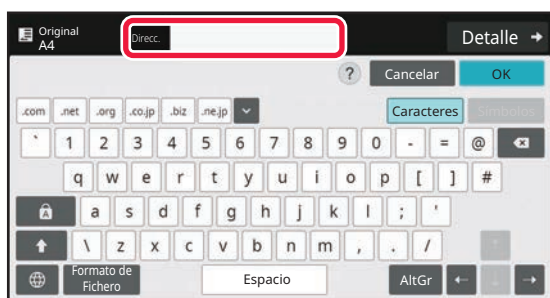 Original
A4
Direcc.
Detalle
?
Cancelar
OK
.com .net .org .co.jp .biz .ne.jp
Caracteres
Símbolos
` 1 2 3 4 5 6 7 8 9 0 - = @
q w e r t y u i o p [ ] #
A a s d f g h j k l ; '
\ z x c v b n m , . /
Formato de
Fichero
Espacio
AltGr